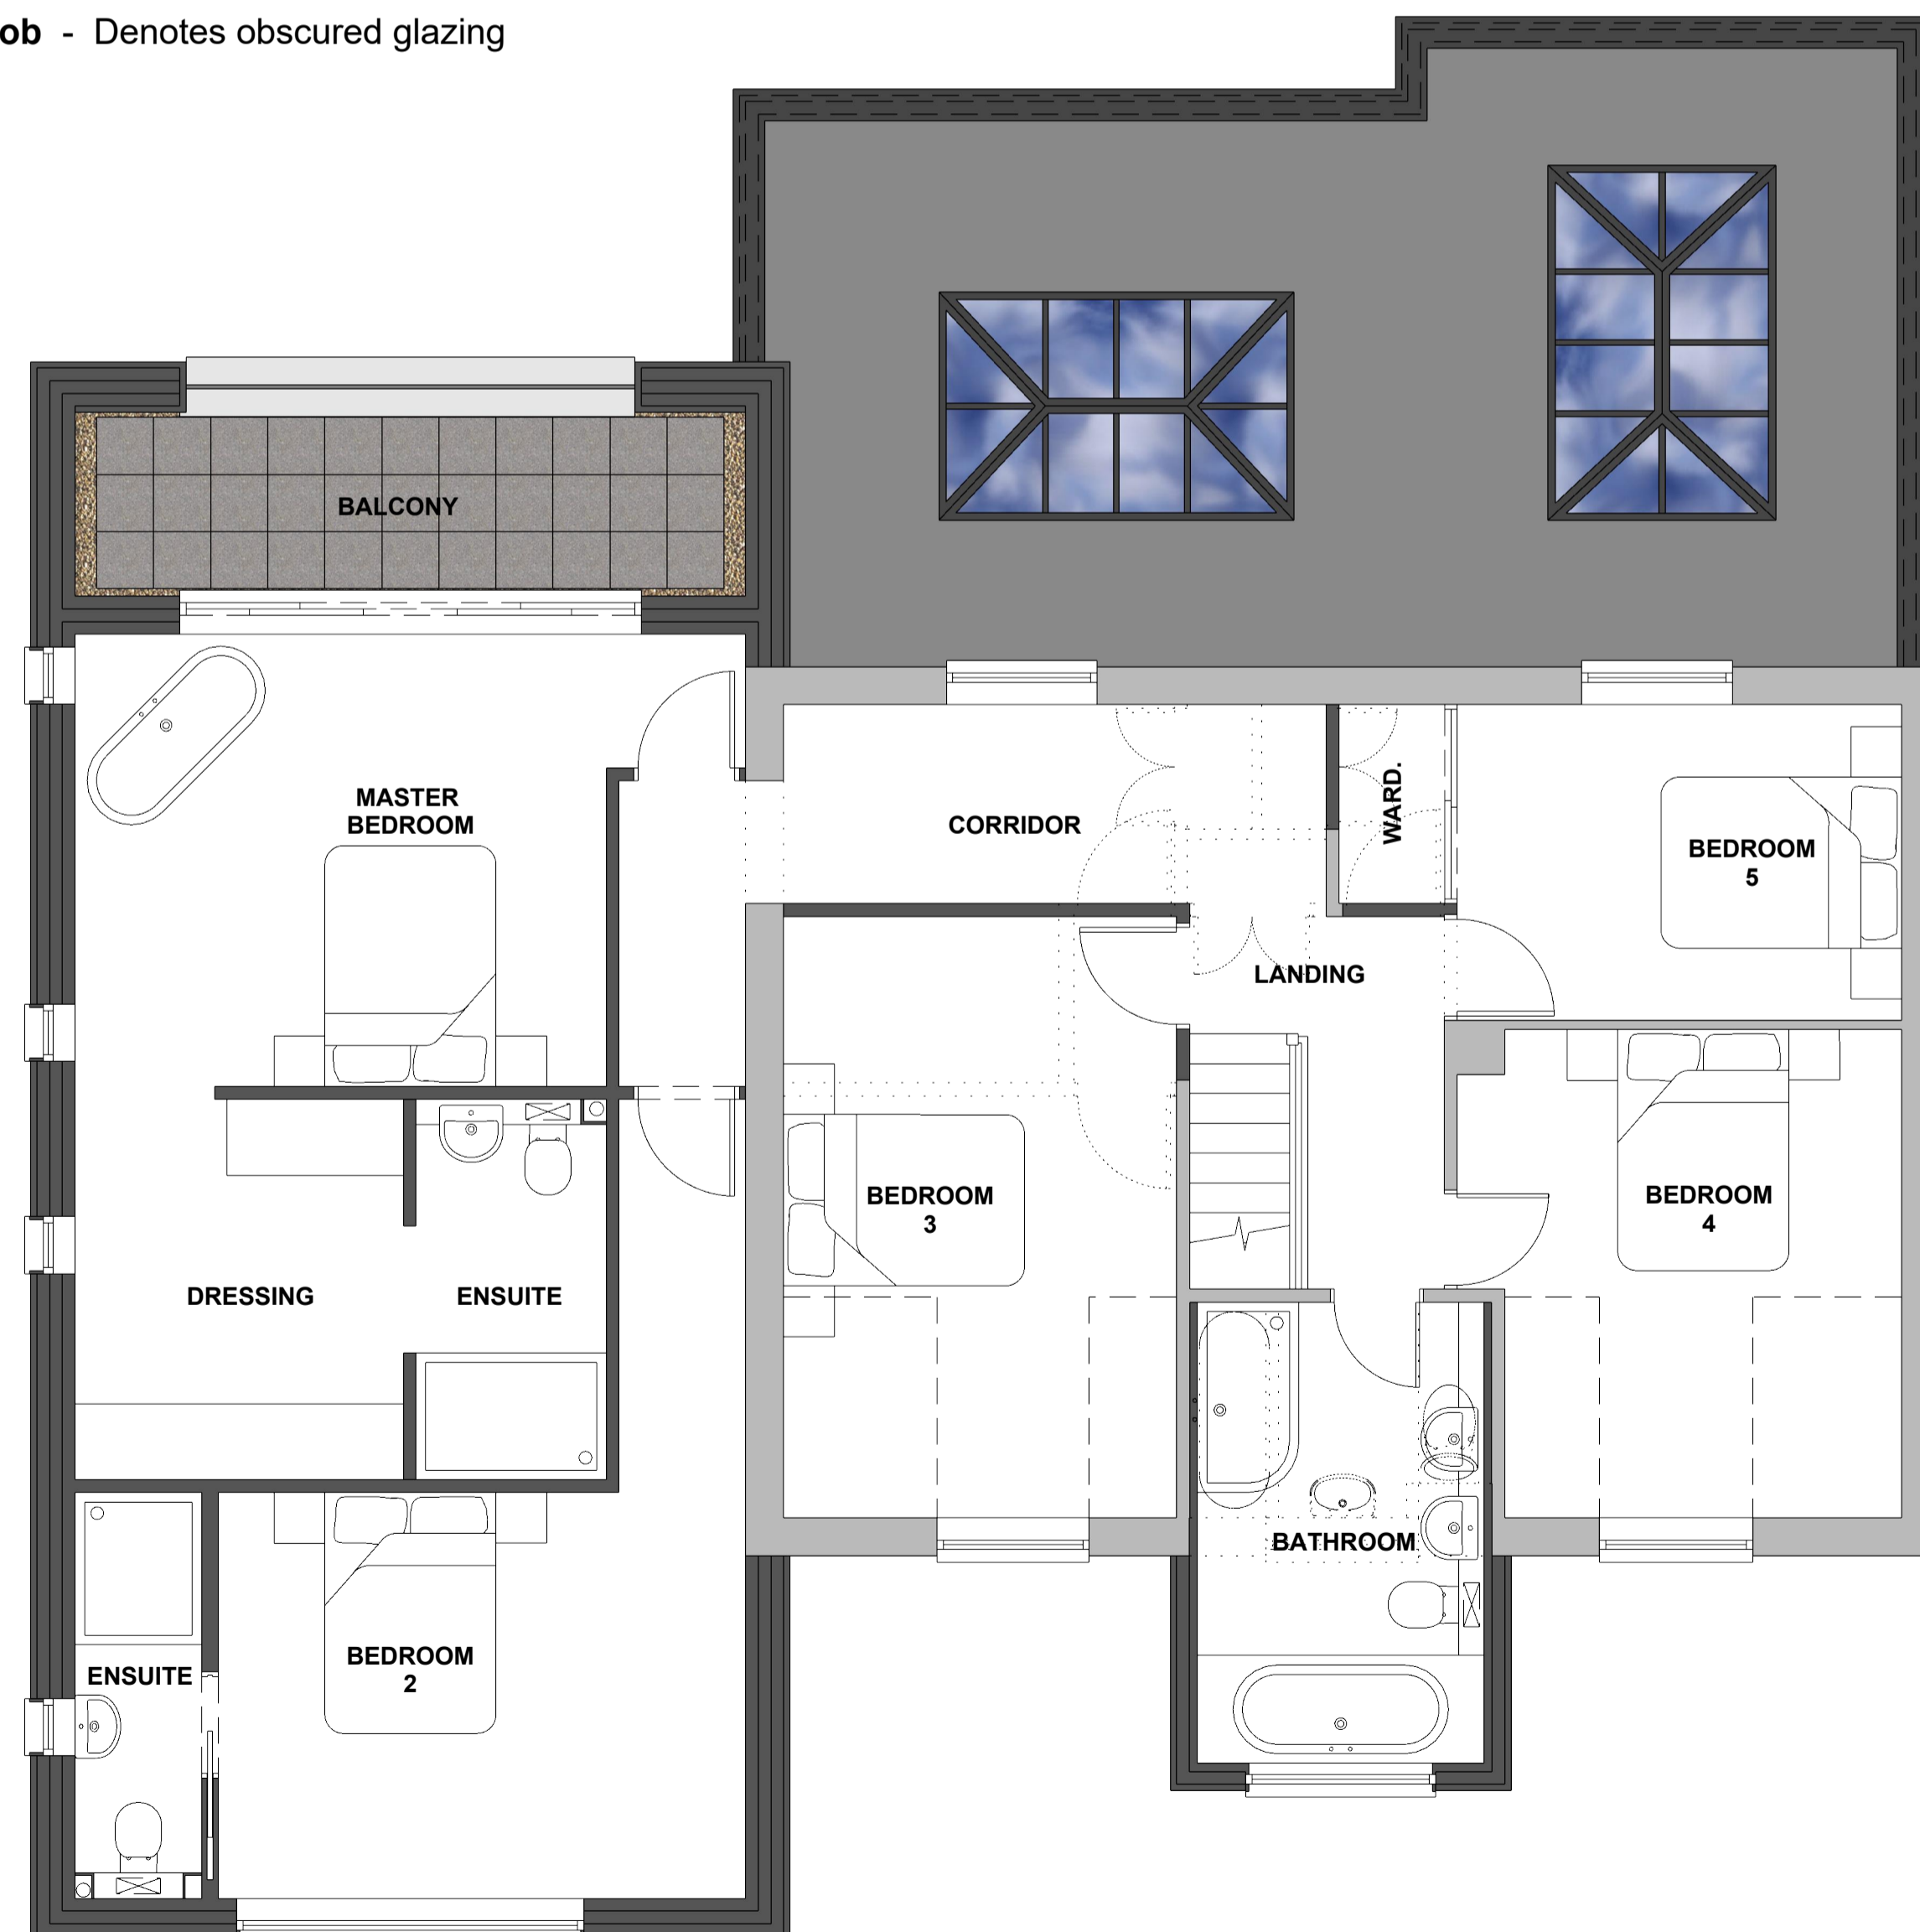 ob - Denotes obscured glazing
BALCONY
MASTER
BEDROOM
CORRIDOR
WARD.
BEDROOM
5
LANDING
BEDROOM
3
BEDROOM
4
DRESSING
ENSUITE
BATHROOM
ENSUITE
BEDROOM
2